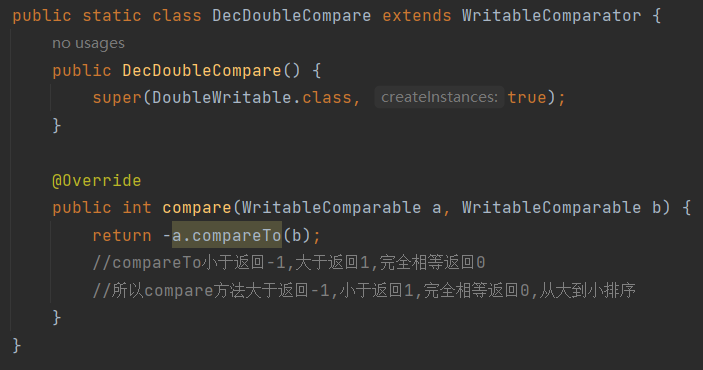 public static class DecDoubleCompare extends WritableComparator {
no usages
public DecDoubleCompare() {
super(DoubleWritable.class, createInstances: true);
}
@Override
public int compare(WritableComparable a, WritableComparable b) {
return -a.compareTo(b);
//compareTo小于返回-1,大于返回1,完全相等返回0
//所以compare方法大于返回-1,小于返回1,完全相等返回0,从大到小排序
}
}